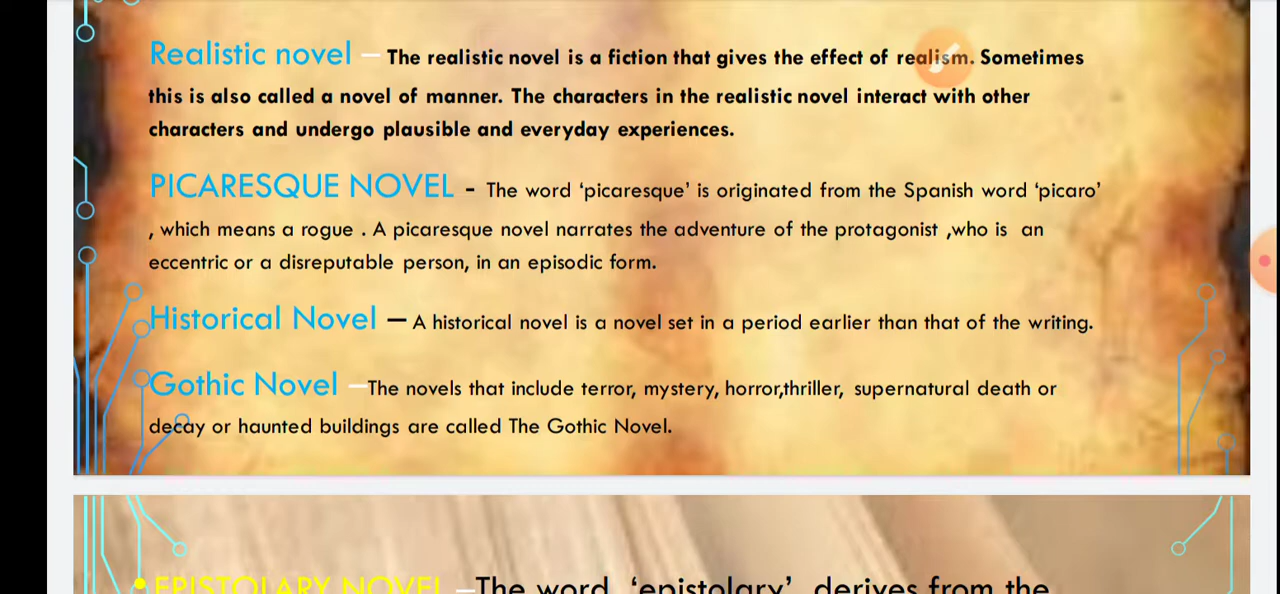 Realistic novel – The realistic novel is a fiction that gives the effect of realism. Sometimes
this is also called a novel of manner. The characters in the realistic novel interact with other
characters and undergo plausible and everyday experiences.
PICARESQUE NOVEL - The word ‘picaresque’ is originated from the Spanish word ‘picaro’
, which means a rogue . A picaresque novel narrates the adventure of the protagonist ,who is an
eccentric or a disreputable person, in an episodic form.
Historical Novel – A historical novel is a novel set in a period earlier than that of the writing.
Gothic Novel –The novels that include terror, mystery, horror,thriller, supernatural death or
decay or haunted buildings are called The Gothic Novel.
• EPISTOLARY NOVEL –The word ‘epistolary’ derives from the